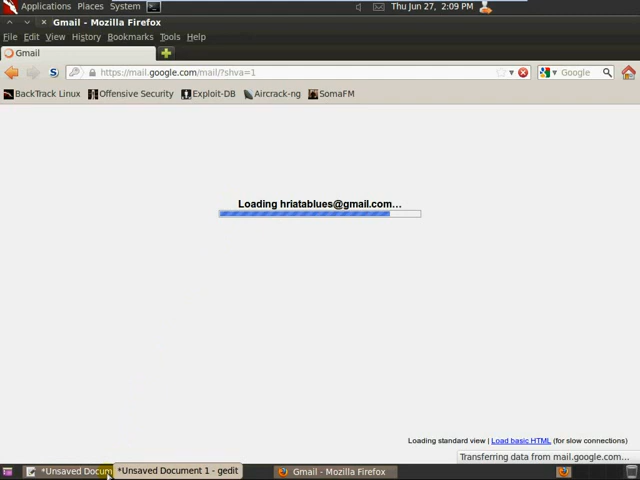 Applications Places System Thu Jun 27, 2:09 PM
Gmail - Mozilla Firefox
File Edit View History Bookmarks Tools Help
Gmail
https://mail.google.com/mail/?shva=1 Google
BackTrack Linux Offensive Security Exploit-DB Aircrack-ng SomaFM
Loading hriatablues@gmail.com...
Loading standard view | Load basic HTML (for slow connections)
Transferring data from mail.google.com...
*Unsaved Docum *Unsaved Document 1 - gedit Gmail - Mozilla Firefox